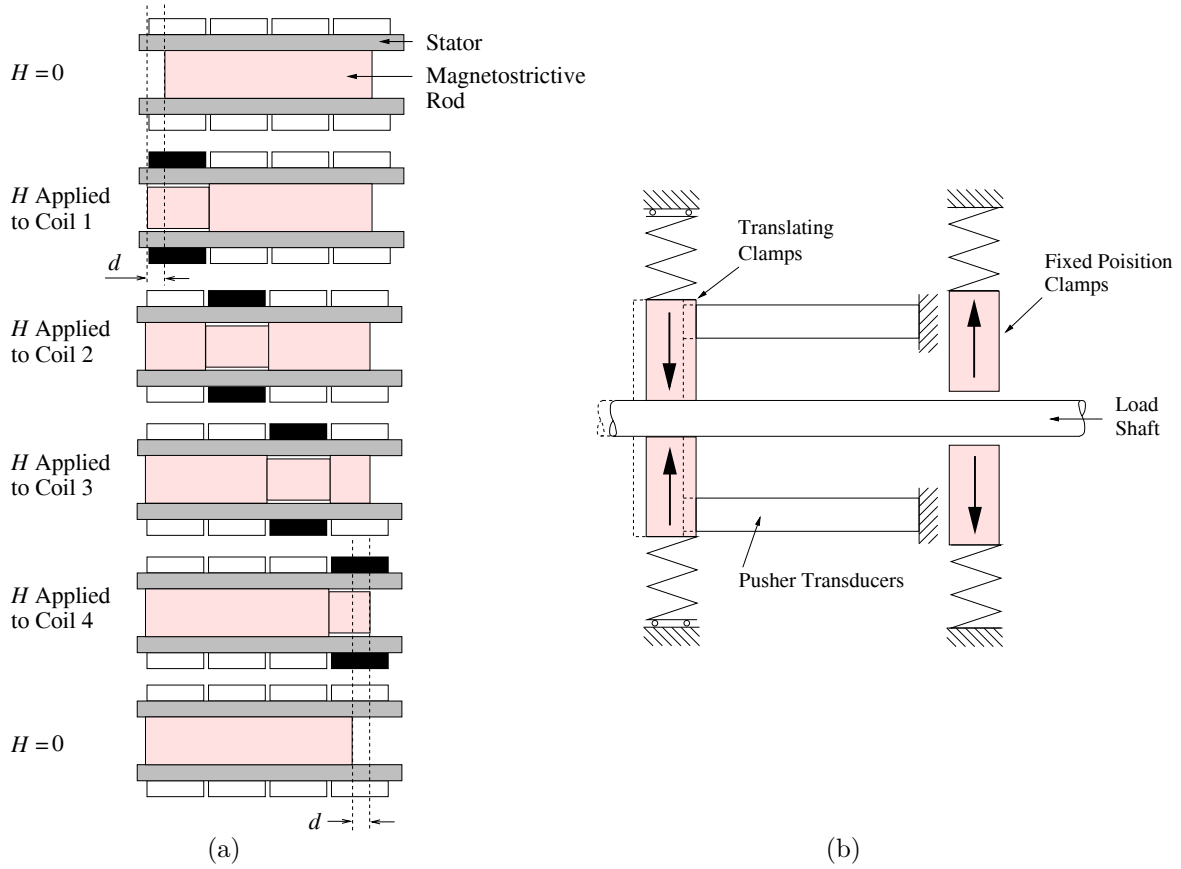 H = 0
Stator
Magnetostrictive
Rod
H Applied
to Coil 1
d
H Applied
to Coil 2
H Applied
to Coil 3
H Applied
to Coil 4
H = 0
d
(a)
Translating
Clamps
Fixed Poisition
Clamps
Load
Shaft
Pusher Transducers
(b)